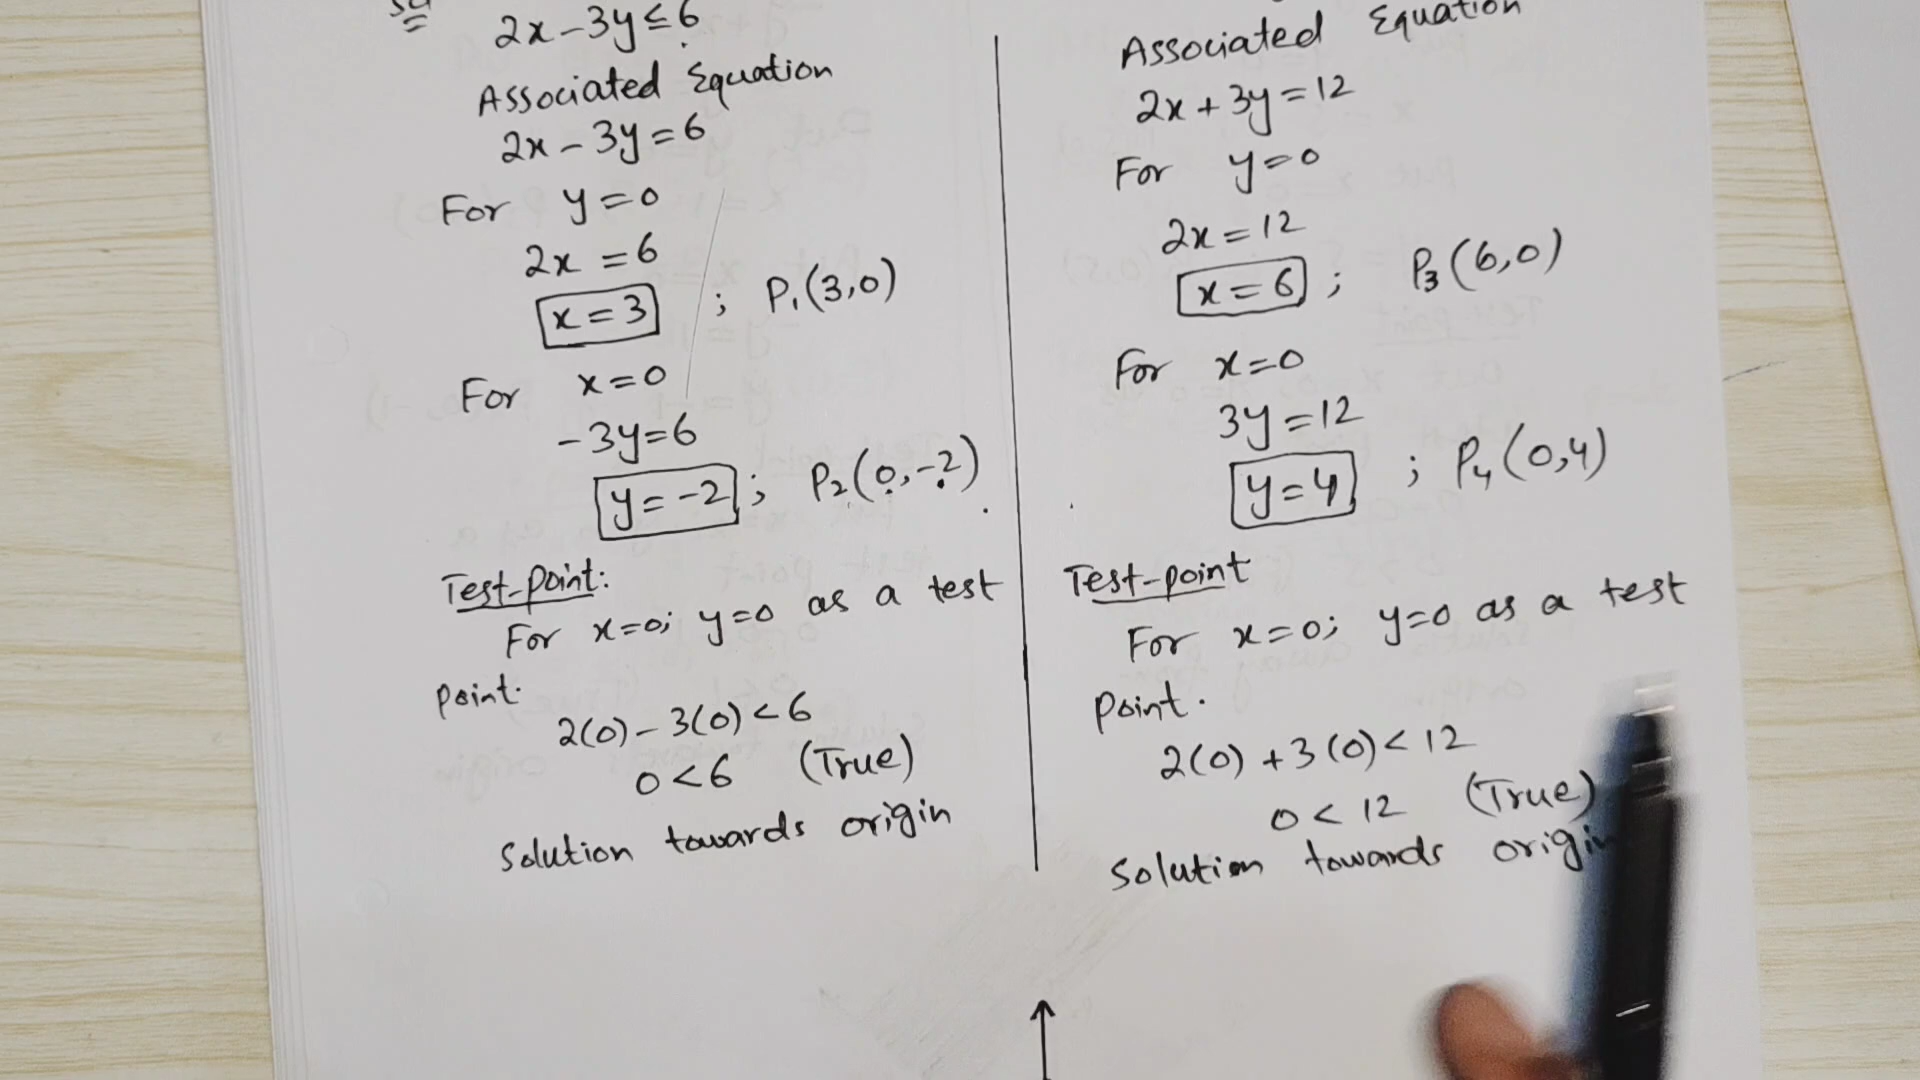 2x-3y≤6
Associated Equation
2x-3y=6
For y=0
2x=6
x=3 ; P₁(3,0)
For x=0
-3y=6
y=-2 ; P₂(0,-2)
Test-point:
For x=0; y=0 as a test
point.
2(0)-3(0)<6
0<6 (True)
Solution towards origin
Associated Equation
2x+3y=12
For y=0
2x=12
x=6 ; P₃(6,0)
For x=0
3y=12
y=4 ; P₄(0,4)
Test-point
For x=0; y=0 as a test
point.
2(0)+3(0)<12
0<12 (True)
Solution towards origin